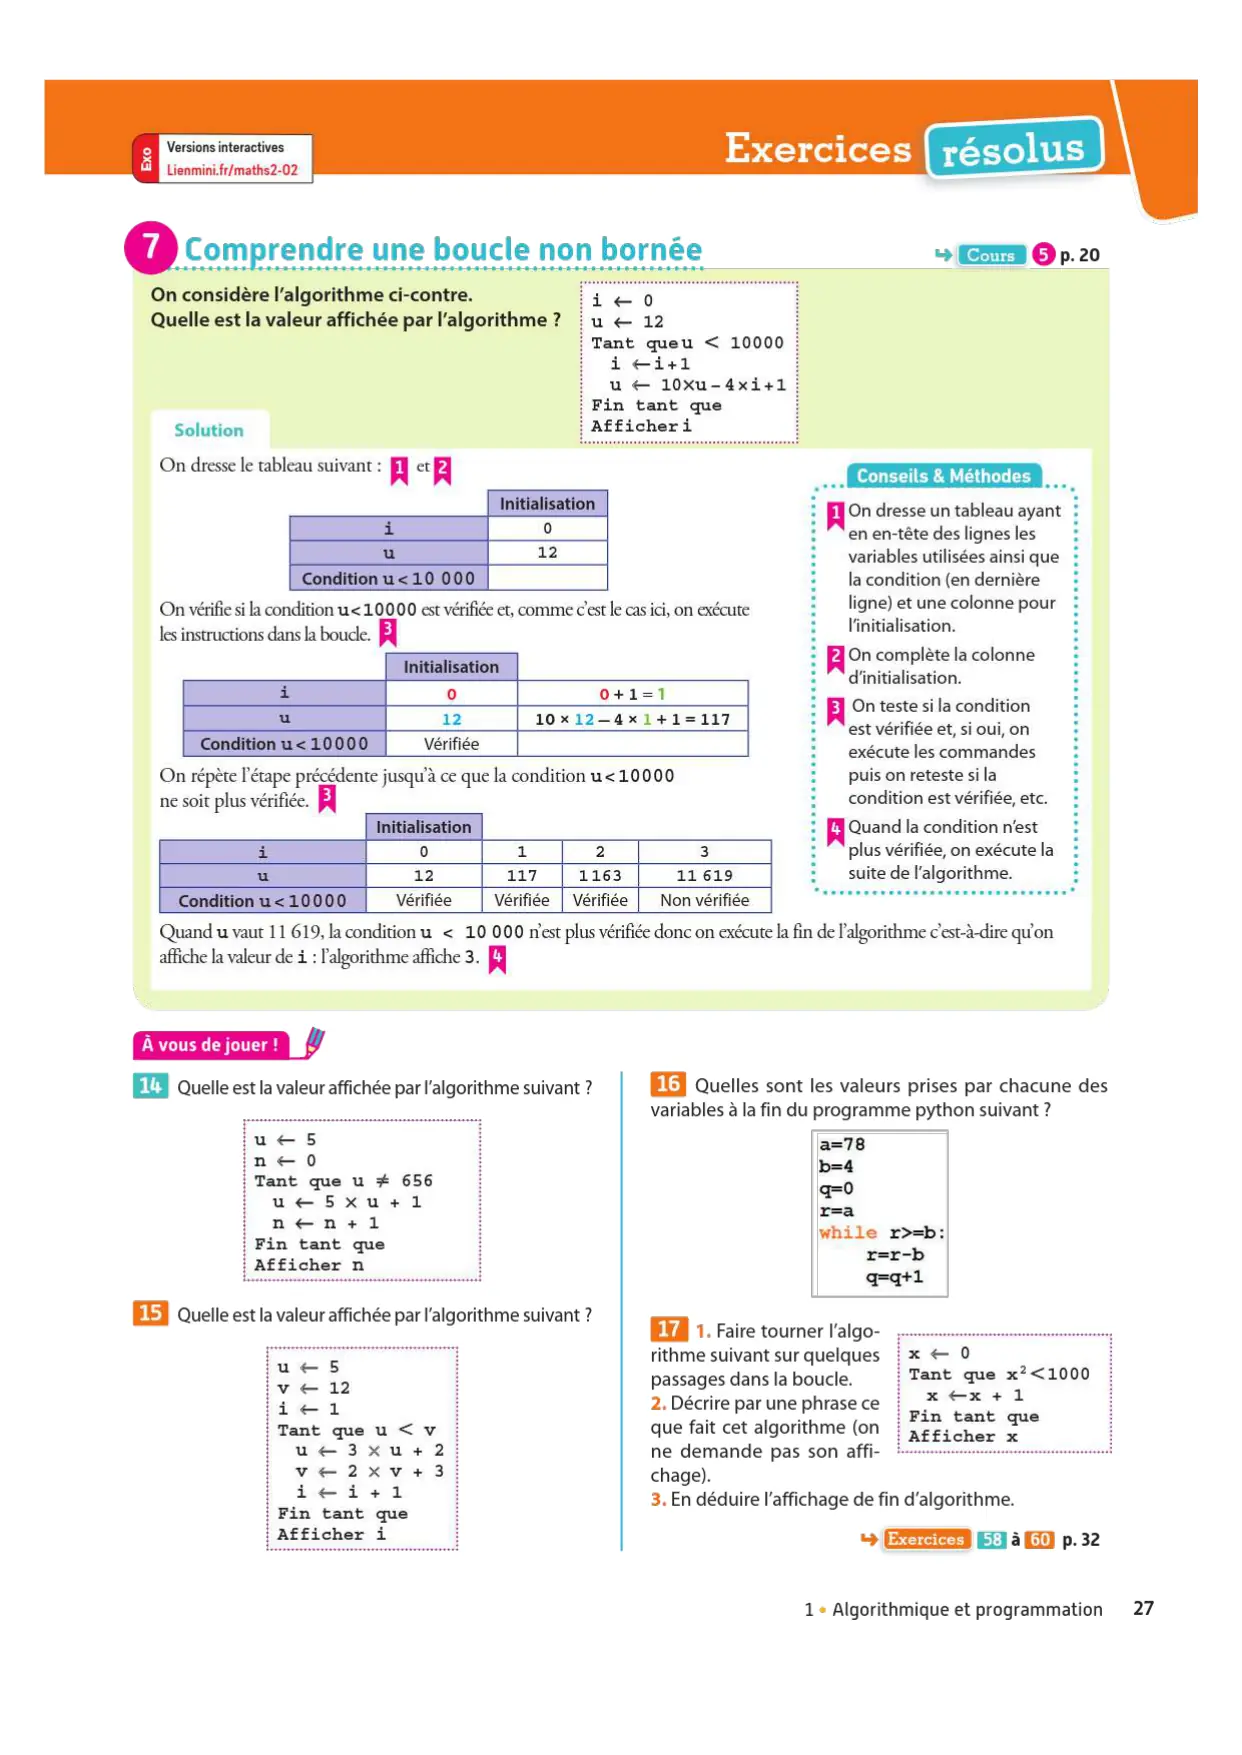 Exo
Versions interactives
Lienmini.fr/maths2-02
Exercices résolus
7 Comprendre une boucle non bornée
Cours 5 p. 20
On considère l'algorithme ci-contre.
Quelle est la valeur affichée par l'algorithme ?
i ← 0
u ← 12
Tant que u < 10000
i ← i+1
u ← 10×u – 4×i+1
Fin tant que
Afficher i
Solution
On dresse le tableau suivant : 1 et 2
Initialisation
i 0
u 12
Condition u < 10 000
On vérifie si la condition u<10000 est vérifiée et, comme c'est le cas ici, on exécute
les instructions dans la boucle. 3
Initialisation
i 0 0 + 1 = 1
u 12 10 × 12 – 4 × 1 + 1 = 117
Condition u < 10000 Vérifiée
On répète l'étape précédente jusqu'à ce que la condition u<10000
ne soit plus vérifiée. 3
Initialisation
i 0 1 2 3
u 12 117 1163 11 619
Condition u < 10000 Vérifiée Vérifiée Vérifiée Non vérifiée
Quand u vaut 11 619, la condition u < 10 000 n'est plus vérifiée donc on exécute la fin de l'algorithme c'est-à-dire qu'on
affiche la valeur de i : l'algorithme affiche 3. 4
Conseils & Méthodes
1 On dresse un tableau ayant
en en-tête des lignes les
variables utilisées ainsi que
la condition (en dernière
ligne) et une colonne pour
l'initialisation.
2 On complète la colonne
d'initialisation.
3 On teste si la condition
est vérifiée et, si oui, on
exécute les commandes
puis on reteste si la
condition est vérifiée, etc.
4 Quand la condition n'est
plus vérifiée, on exécute la
suite de l'algorithme.
À vous de jouer !
14 Quelle est la valeur affichée par l'algorithme suivant ?
u ← 5
n ← 0
Tant que u ≠ 656
u ← 5 × u + 1
n ← n + 1
Fin tant que
Afficher n
15 Quelle est la valeur affichée par l'algorithme suivant ?
u ← 5
v ← 12
i ← 1
Tant que u < v
u ← 3 × u + 2
v ← 2 × v + 3
i ← i + 1
Fin tant que
Afficher i
16 Quelles sont les valeurs prises par chacune des
variables à la fin du programme python suivant ?
a=78
b=4
q=0
r=a
while r>=b:
r=r-b
q=q+1
17 1. Faire tourner l'algo-
rithme suivant sur quelques
passages dans la boucle.
2. Décrire par une phrase ce
que fait cet algorithme (on
ne demande pas son affi-
chage).
3. En déduire l'affichage de fin d'algorithme.
x ← 0
Tant que x²<1000
x ← x + 1
Fin tant que
Afficher x
Exercices 58 à 60 p. 32
1 • Algorithmique et programmation 27